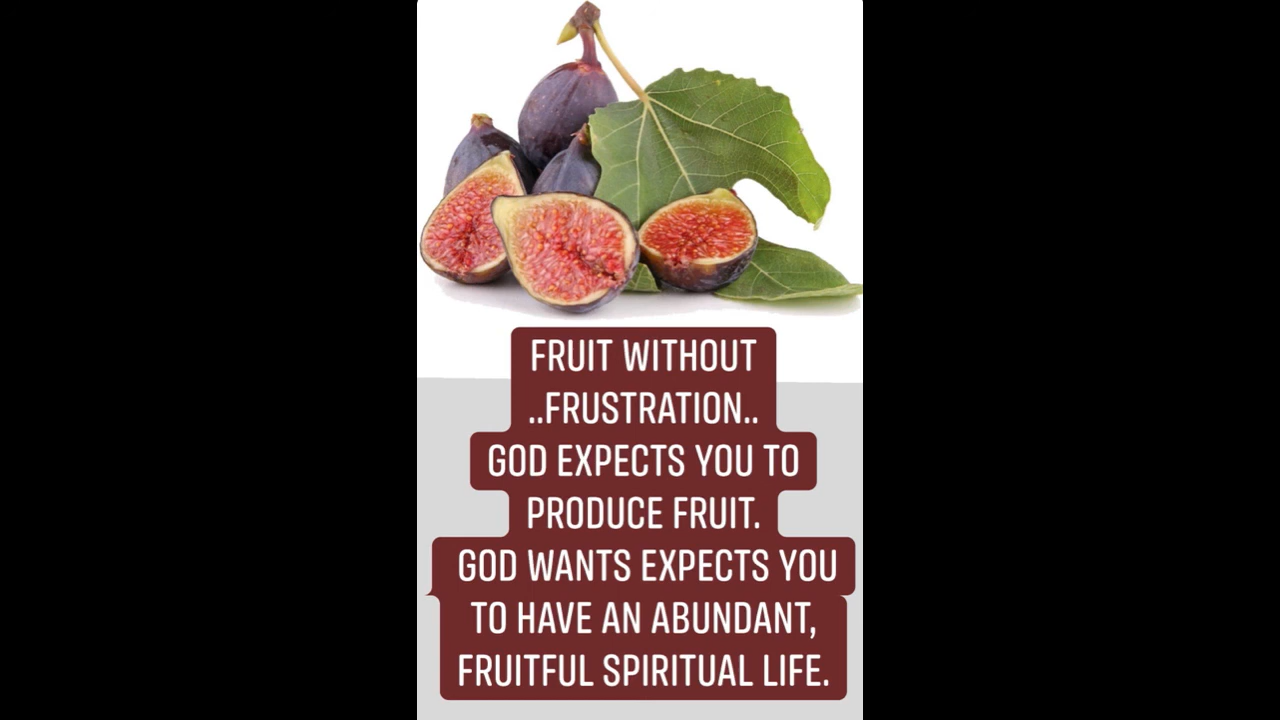 FRUIT WITHOUT
..FRUSTRATION..
GOD EXPECTS YOU TO
PRODUCE FRUIT.
GOD WANTS EXPECTS YOU
TO HAVE AN ABUNDANT,
FRUITFUL SPIRITUAL LIFE.